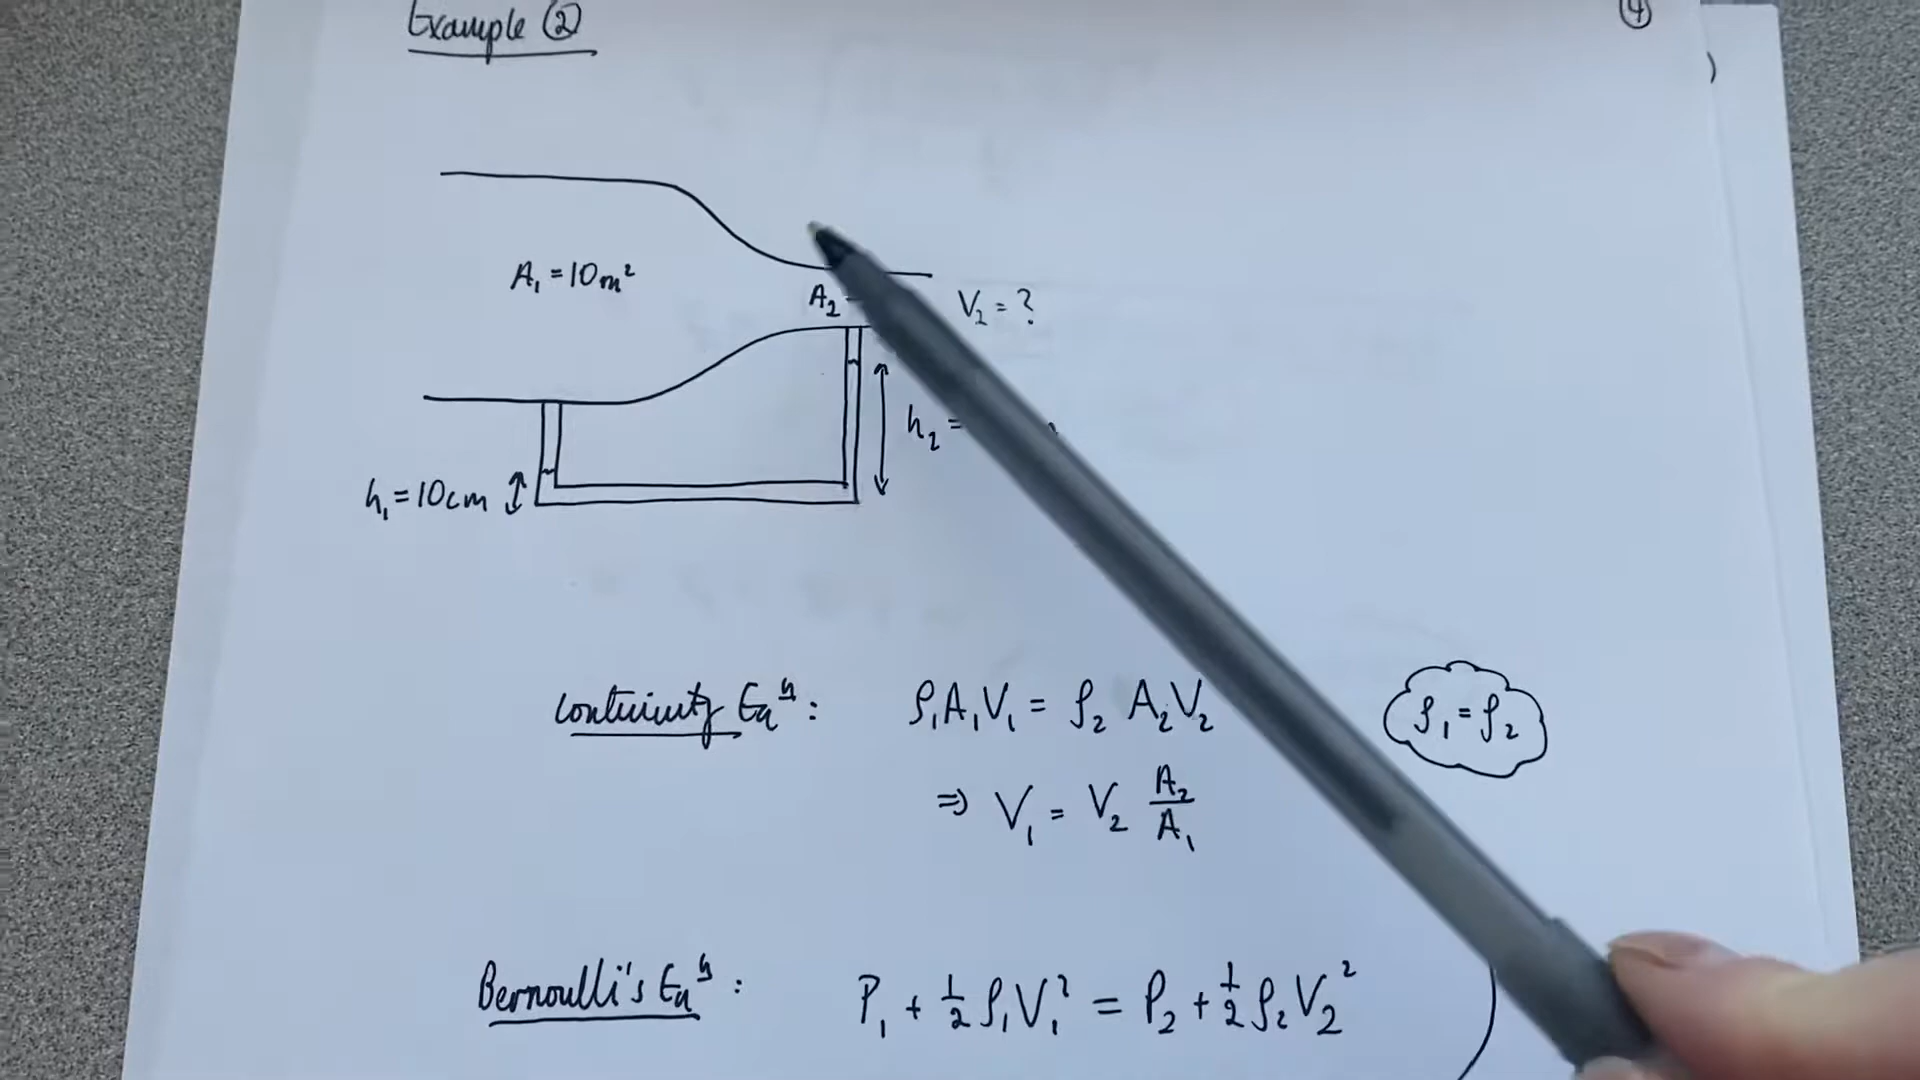 Example ②
④
)
A₁ = 10m²
A₂
V₂ = ?
h₂ =
h₁ = 10cm
Continuity Eqⁿ : ρ₁A₁V₁ = ρ₂ A₂V₂
ρ₁ = ρ₂
⇒ V₁ = V₂ A₂/A₁
Bernoulli's Eqⁿ : P₁ + ½ρ₁V₁² = P₂ + ½ρ₂V₂²